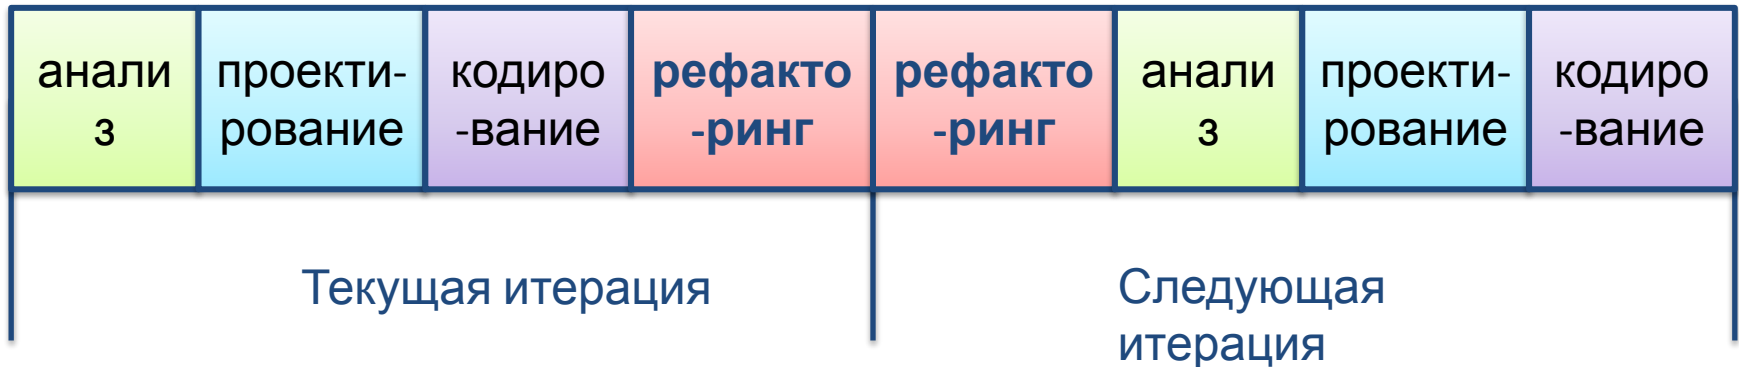 анали
з
проекти-
рование
кодиро
-вание
рефакто
-ринг
рефакто
-ринг
анали
з
проекти-
рование
кодиро
-вание
Текущая итерация
Следующая
итерация